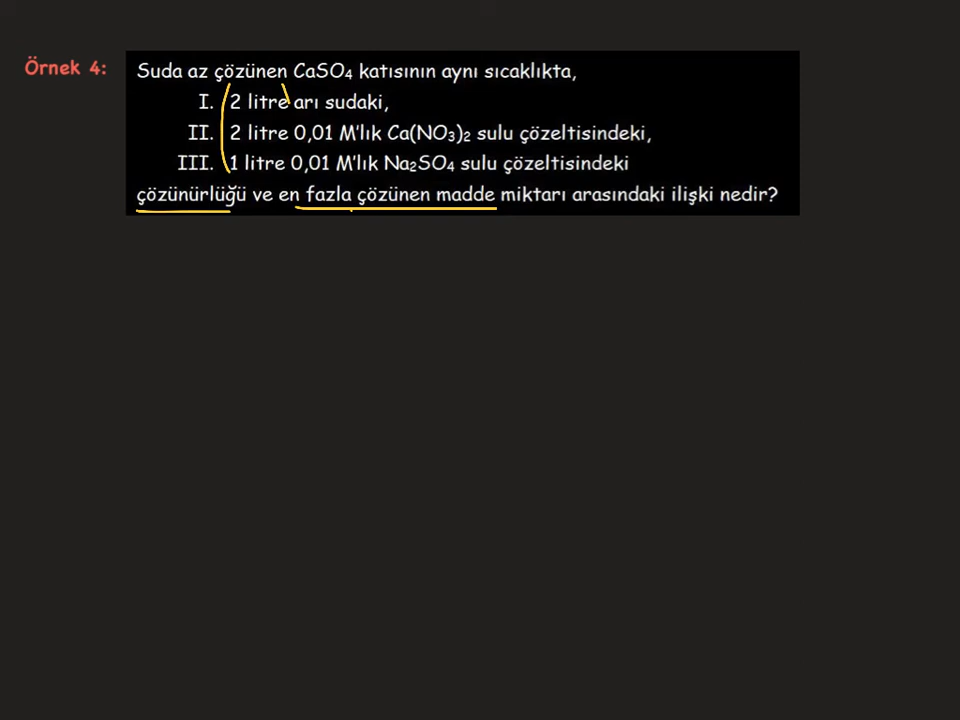 Örnek 4:
Suda az çözünen CaSO₄ katısının aynı sıcaklıkta,
I. 2 litre arı sudaki,
II. 2 litre 0,01 M'lık Ca(NO₃)₂ sulu çözeltisindeki,
III. 1 litre 0,01 M'lık Na₂SO₄ sulu çözeltisindeki
çözünürlüğü ve en fazla çözünen madde miktarı arasındaki ilişki nedir?